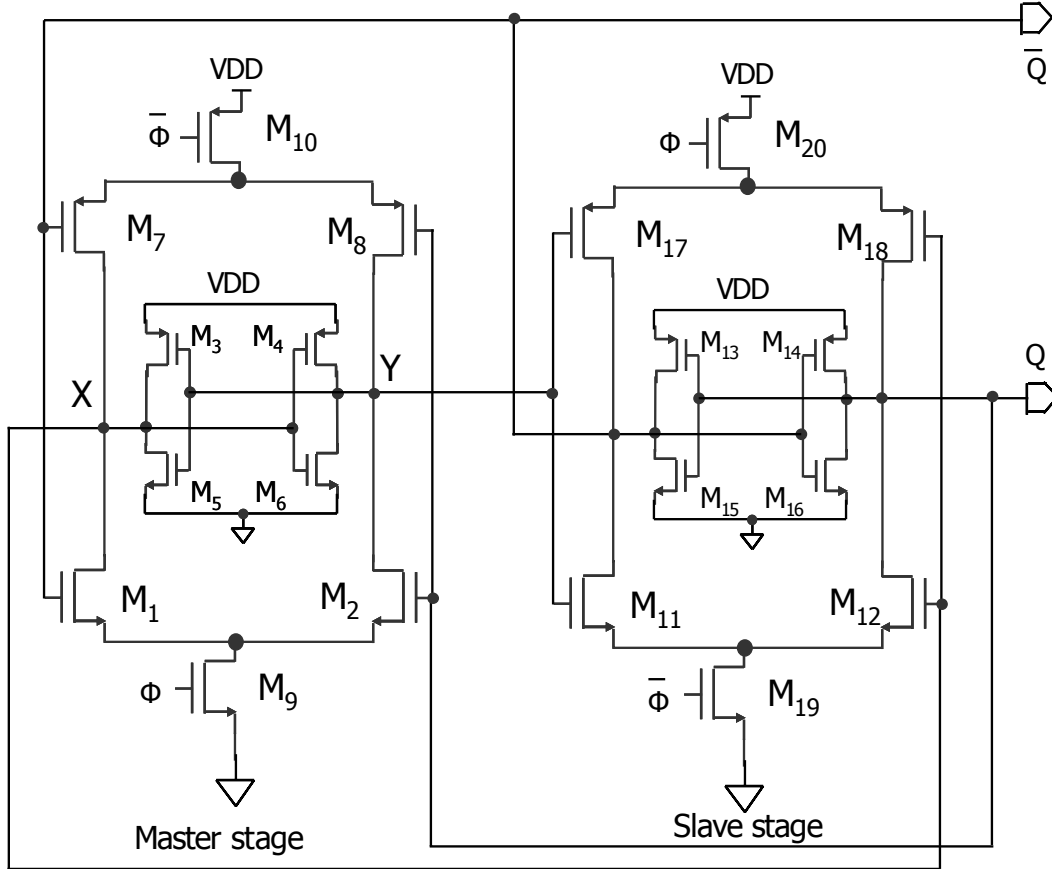 Q̅
VDD
VDD
Φ̅
M₁₀
Φ
M₂₀
M₇
M₈
M₁₇
M₁₈
VDD
VDD
M₃
M₄
M₁₃
M₁₄
Q
X
Y
M₅
M₆
M₁₅
M₁₆
M₁
M₂
M₁₁
M₁₂
Φ
M₉
Φ̅
M₁₉
Master stage
Slave stage